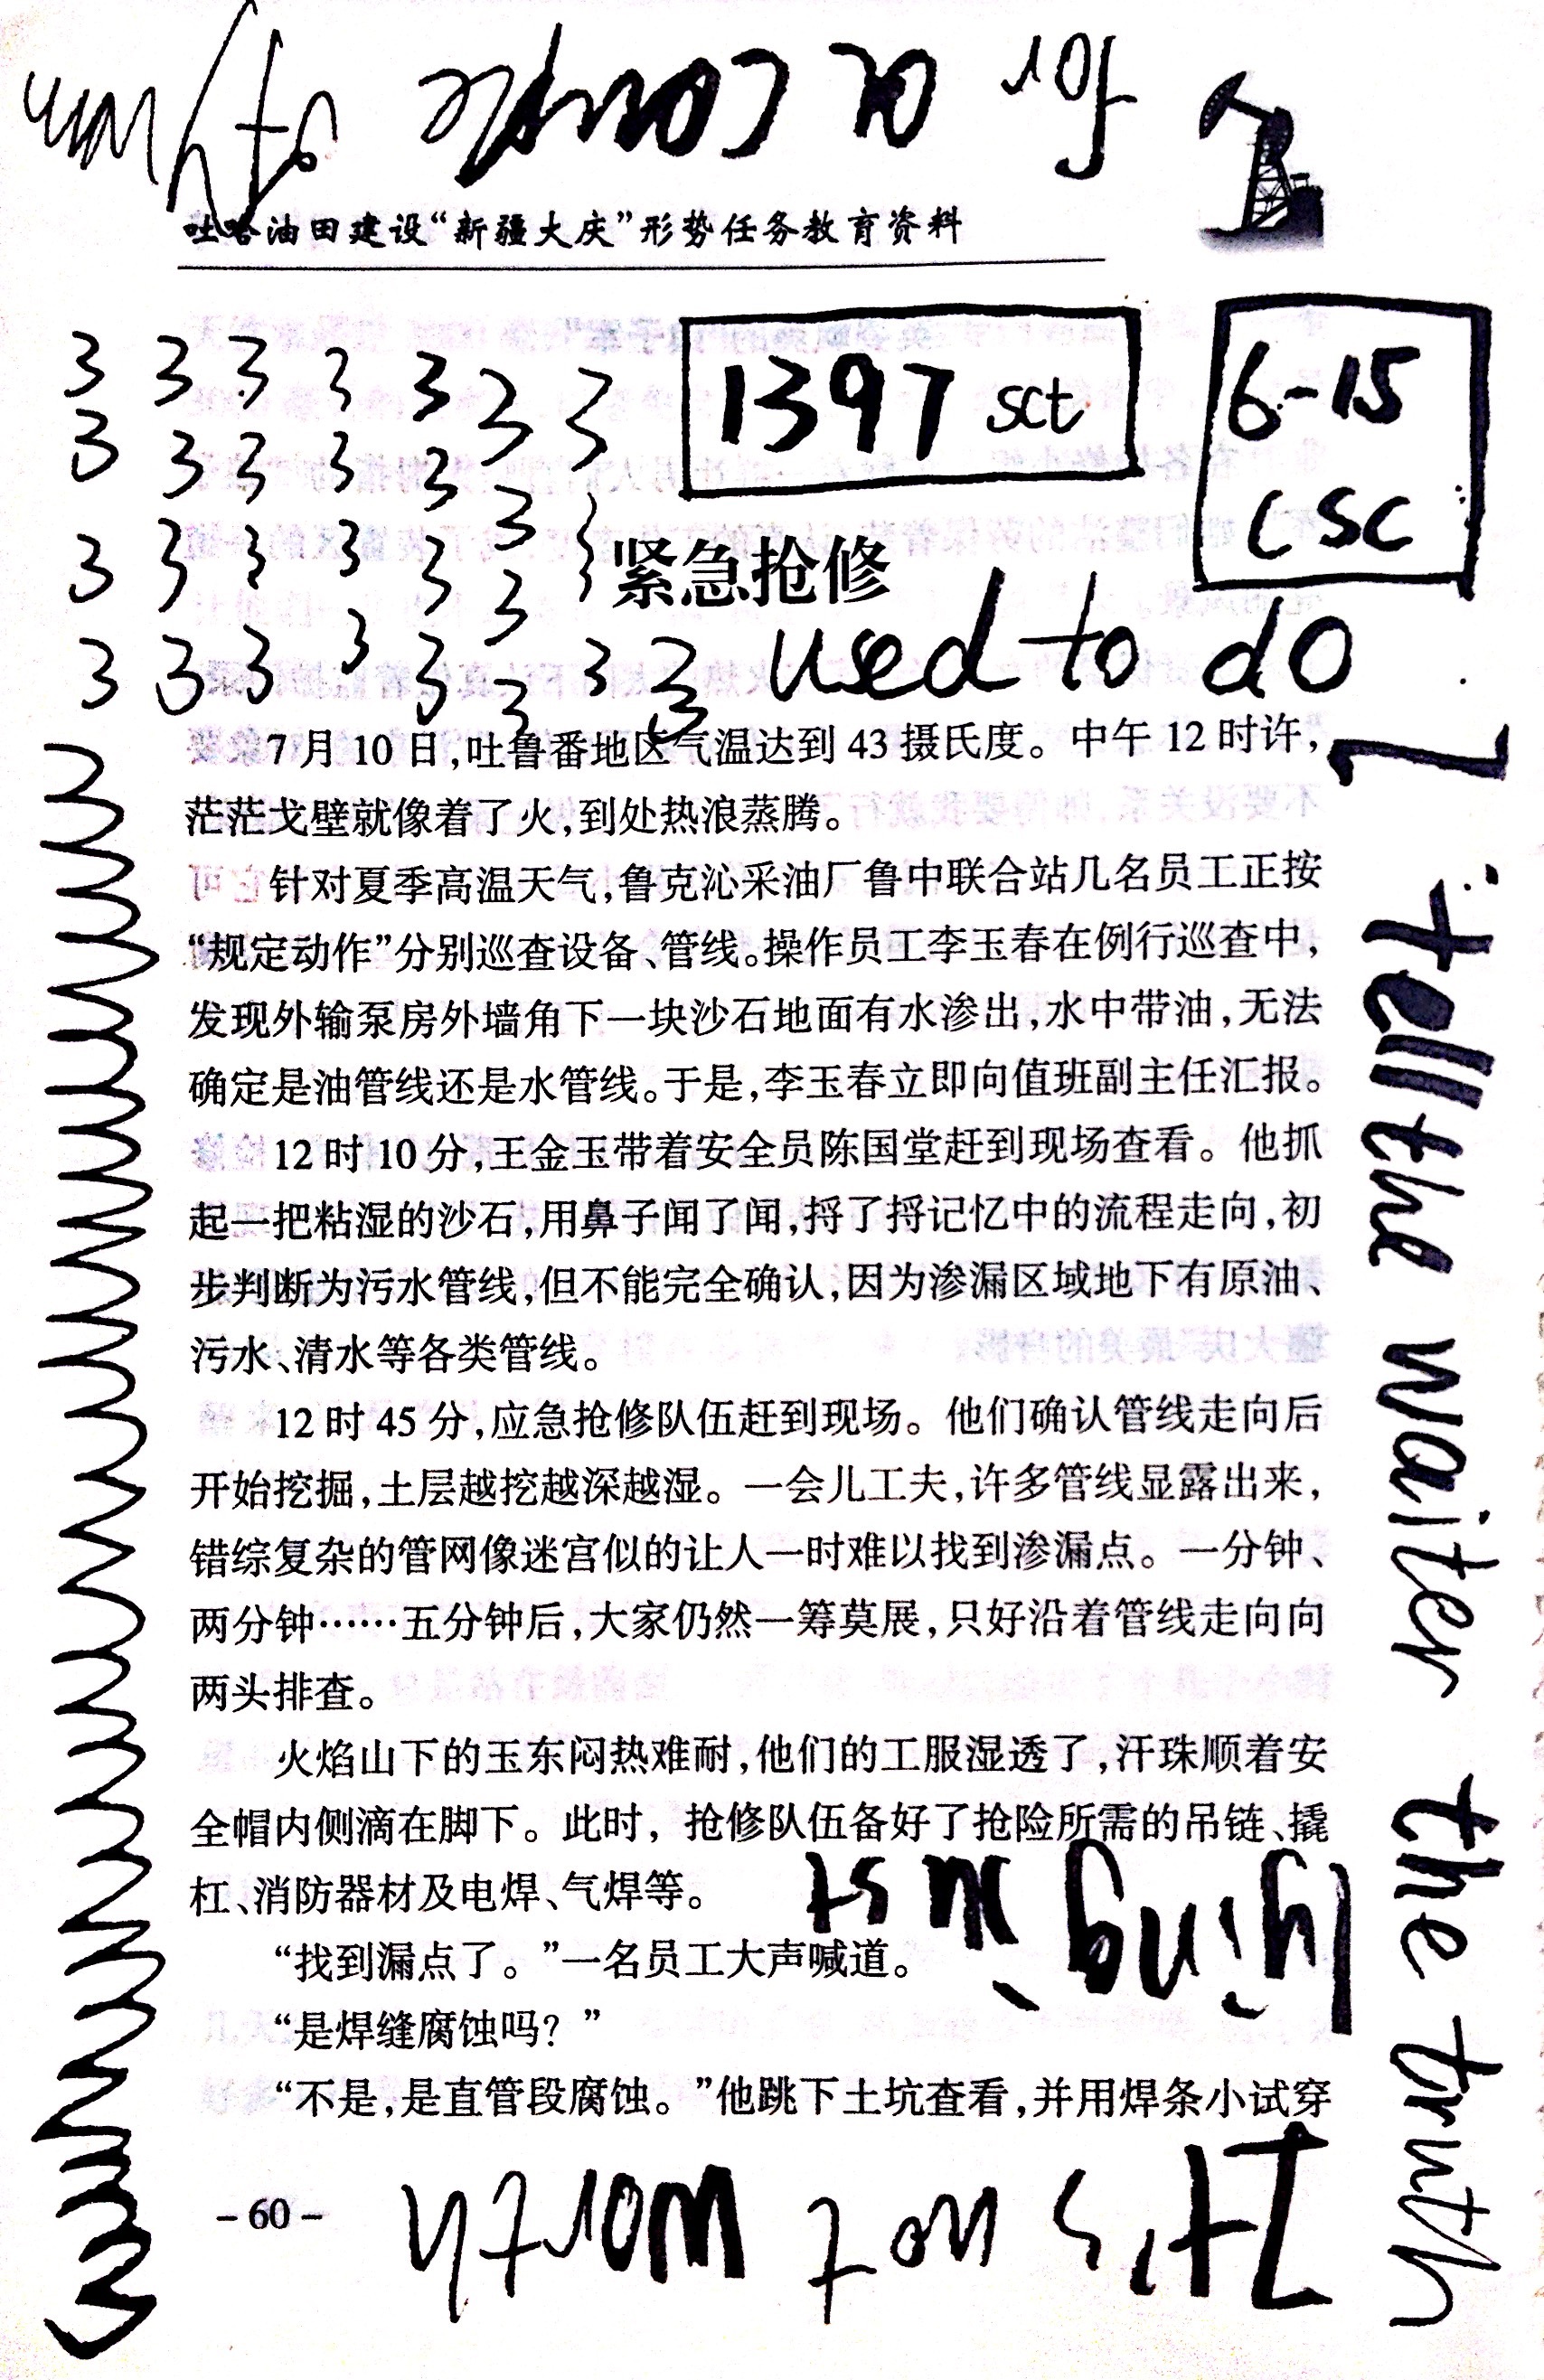 for a couple of
吐哈油田建设“新疆大庆”形势任务教育资料
3 3 3 3 3 3 3
1397 sct
6-15
csc
3 3 3 3 3 3 3
3 3 3 3 3 3
3 3 3 3 3 3 3 3
紧急抢修
used to do
7月10日,吐鲁番地区气温达到43摄氏度。中午12时许,
茫茫戈壁就像着了火,到处热浪蒸腾。
针对夏季高温天气,鲁克沁采油厂鲁中联合站几名员工正按
“规定动作”分别巡查设备、管线。操作员工李玉春在例行巡查中,
发现外输泵房外墙角下一块沙石地面有水渗出,水中带油,无法
确定是油管线还是水管线。于是,李玉春立即向值班副主任汇报。
12时10分,王金玉带着安全员陈国堂赶到现场查看。他抓
起一把粘湿的沙石,用鼻子闻了闻,捋了捋记忆中的流程走向,初
步判断为污水管线,但不能完全确认,因为渗漏区域地下有原油、
污水、清水等各类管线。
12时45分,应急抢修队伍赶到现场。他们确认管线走向后
开始挖掘,土层越挖越深越湿。一会儿工夫,许多管线显露出来,
错综复杂的管网像迷宫似的让人一时难以找到渗漏点。一分钟、
两分钟……五分钟后,大家仍然一筹莫展,只好沿着管线走向向
两头排查。
火焰山下的玉东闷热难耐,他们的工服湿透了,汗珠顺着安
全帽内侧滴在脚下。此时,抢修队伍备好了抢险所需的吊链、撬
杠、消防器材及电焊、气焊等。
“找到漏点了。”一名员工大声喊道。
“是焊缝腐蚀吗？”
“不是,是直管段腐蚀。”他跳下土坑查看,并用焊条小试穿
I tell the waiter the truth
lying, just
It's not worth
-60-